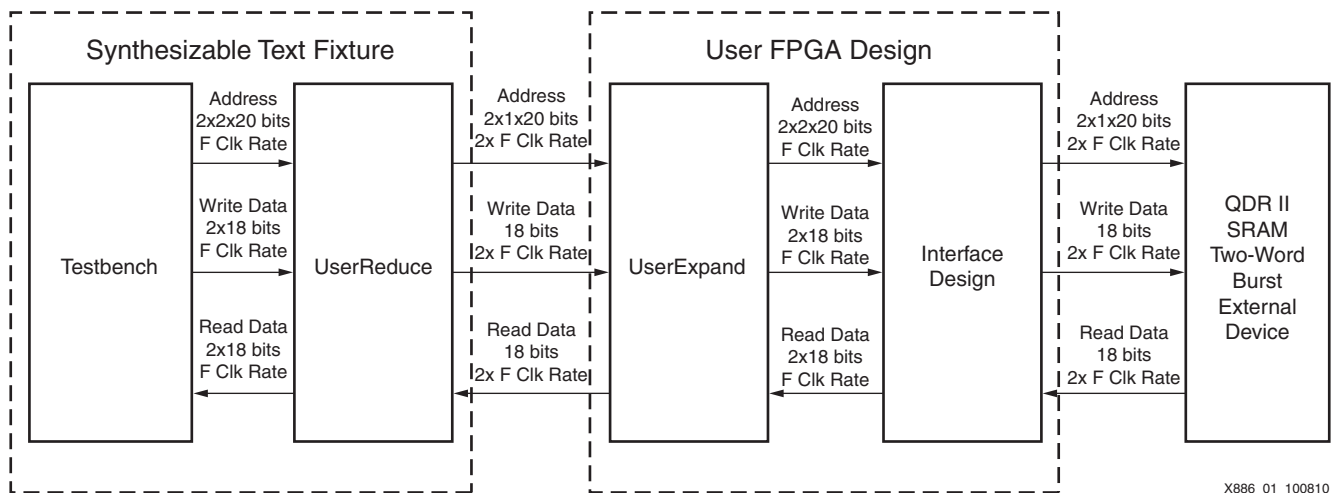 Synthesizable Text Fixture
User FPGA Design
Testbench
Address
2x2x20 bits
F Clk Rate
Write Data
2x18 bits
F Clk Rate
Read Data
2x18 bits
F Clk Rate
UserReduce
Address
2x1x20 bits
2x F Clk Rate
Write Data
18 bits
2x F Clk Rate
Read Data
18 bits
2x F Clk Rate
UserExpand
Address
2x2x20 bits
F Clk Rate
Write Data
2x18 bits
F Clk Rate
Read Data
2x18 bits
F Clk Rate
Interface
Design
Address
2x1x20 bits
2x F Clk Rate
Write Data
18 bits
2x F Clk Rate
Read Data
18 bits
2x F Clk Rate
QDR II
SRAM
Two-Word
Burst
External
Device
X886_01_100810